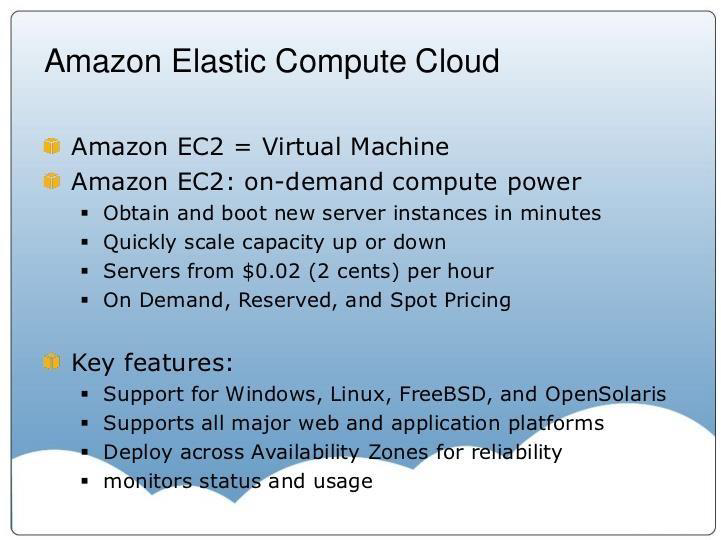 Amazon Elastic Compute Cloud
Amazon EC2 = Virtual Machine
Amazon EC2: on-demand compute power
▪ Obtain and boot new server instances in minutes
▪ Quickly scale capacity up or down
▪ Servers from $0.02 (2 cents) per hour
▪ On Demand, Reserved, and Spot Pricing
Key features:
▪ Support for Windows, Linux, FreeBSD, and OpenSolaris
▪ Supports all major web and application platforms
▪ Deploy across Availability Zones for reliability
▪ monitors status and usage